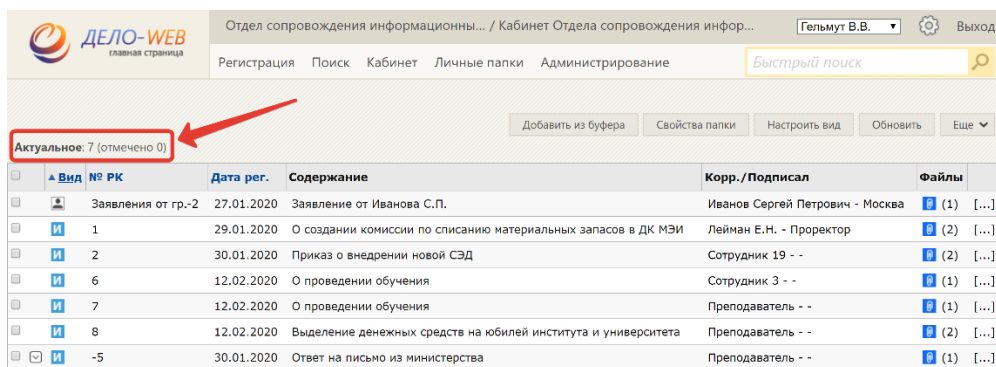 ДЕЛО-WEB
главная страница
Отдел сопровождения информационны... / Кабинет Отдела сопровождения инфор...
Гельмут В.В.
Выход
Регистрация Поиск Кабинет Личные папки Администрирование
Быстрый поиск
Добавить из буфера Свойства папки Настроить вид Обновить Еще
Актуальное: 7 (отмечено 0)
Вид № РК Дата рег. Содержание Корр./Подписал Файлы
Заявления от гр.-2 27.01.2020 Заявление от Иванова С.П. Иванов Сергей Петрович - Москва (1) [...]
И 1 29.01.2020 О создании комиссии по списанию материальных запасов в ДК МЭИ Лейман Е.Н. - Проректор (2) [...]
И 2 30.01.2020 Приказ о внедрении новой СЭД Сотрудник 19 - - (2) [...]
И 6 12.02.2020 О проведении обучения Сотрудник 3 - - (1) [...]
И 7 12.02.2020 О проведении обучения Преподаватель - - (1) [...]
И 8 12.02.2020 Выделение денежных средств на юбилей института и университета Преподаватель - - (2) [...]
И -5 30.01.2020 Ответ на письмо из министерства Преподаватель - - (1) [...]